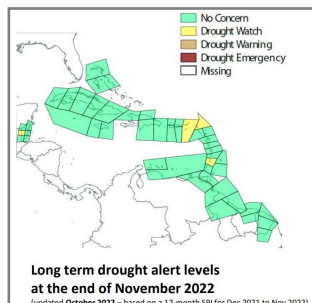 No Concern
Drought Watch
Drought Warning
Drought Emergency
Missing
Long term drought alert levels
at the end of November 2022
(updated October 2022 – based on a 12-month SPI for Dec 2021 to Nov 2022)